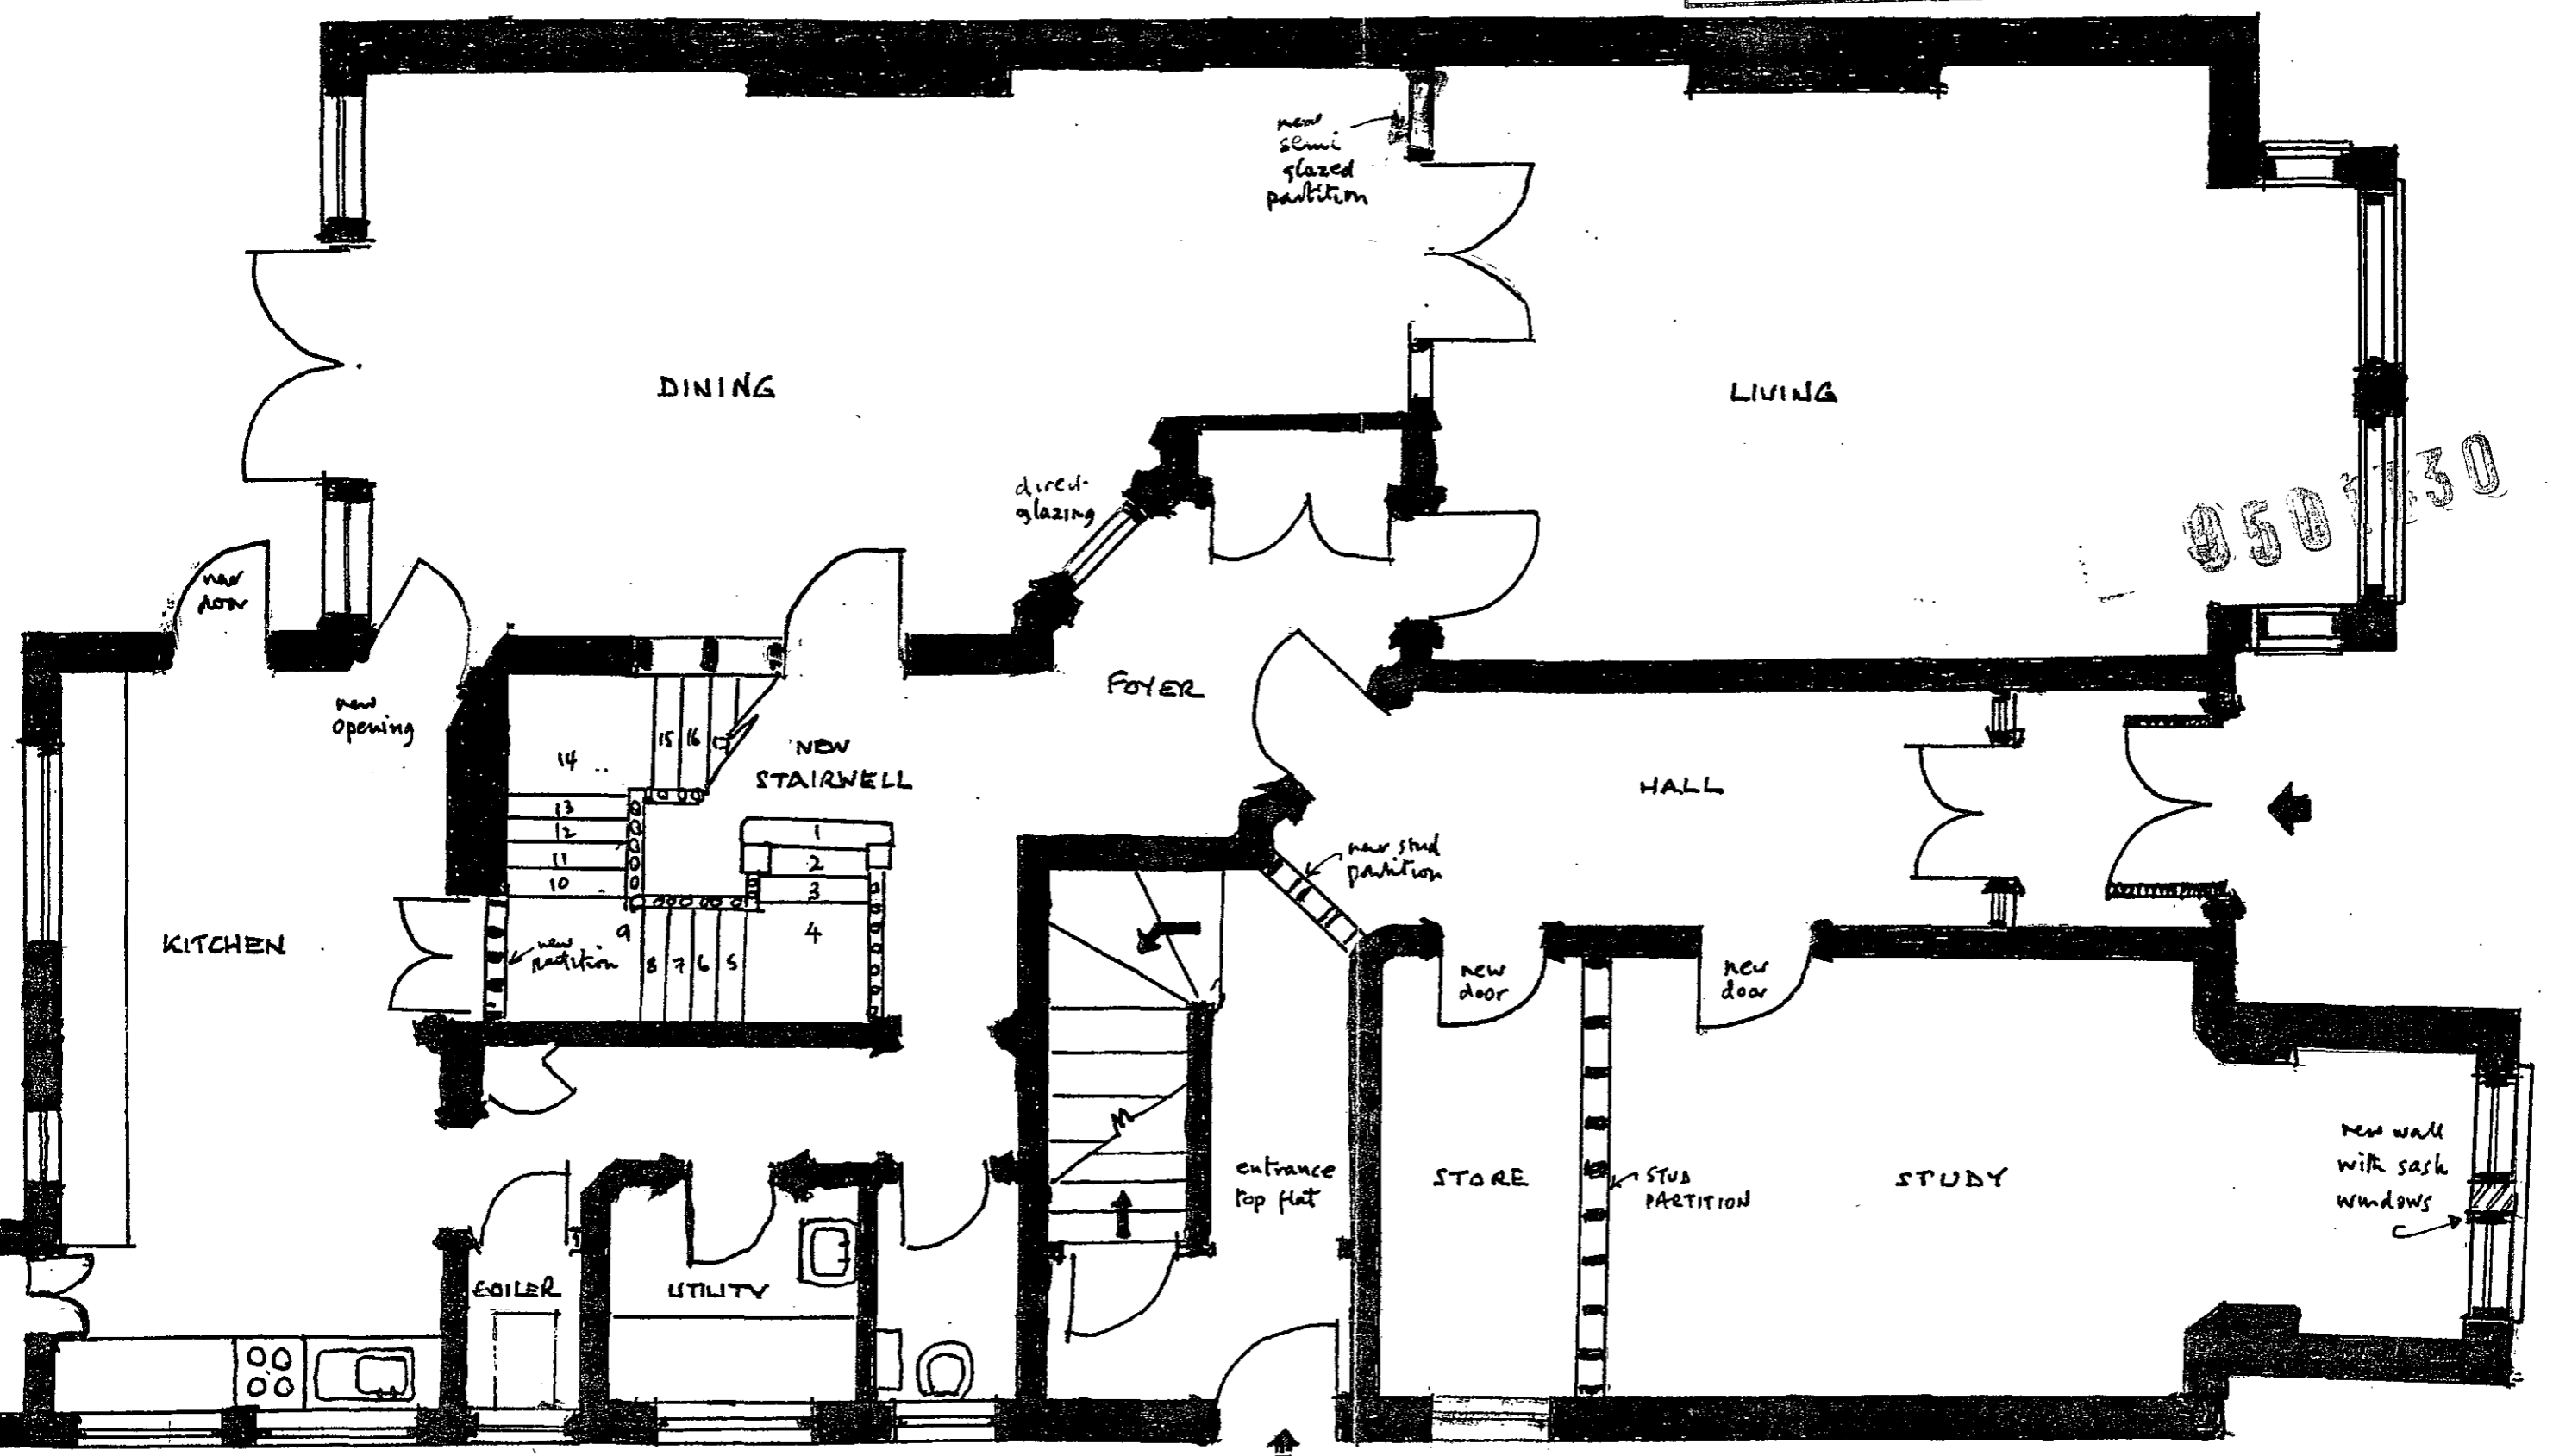 new
semi
glazed
partition
DINING
LIVING
direct
glazing
new
door
new
opening
FOYER
NEW
STAIRWELL
HALL
14
15
16
17
13
12
11
10
9
8
7
6
5
1
2
3
4
new stud
partition
KITCHEN
new
partition
new
door
new
door
entrance
top flat
STORE
STUD
PARTITION
STUDY
new wall
with sash
windows
BOILER
UTILITY